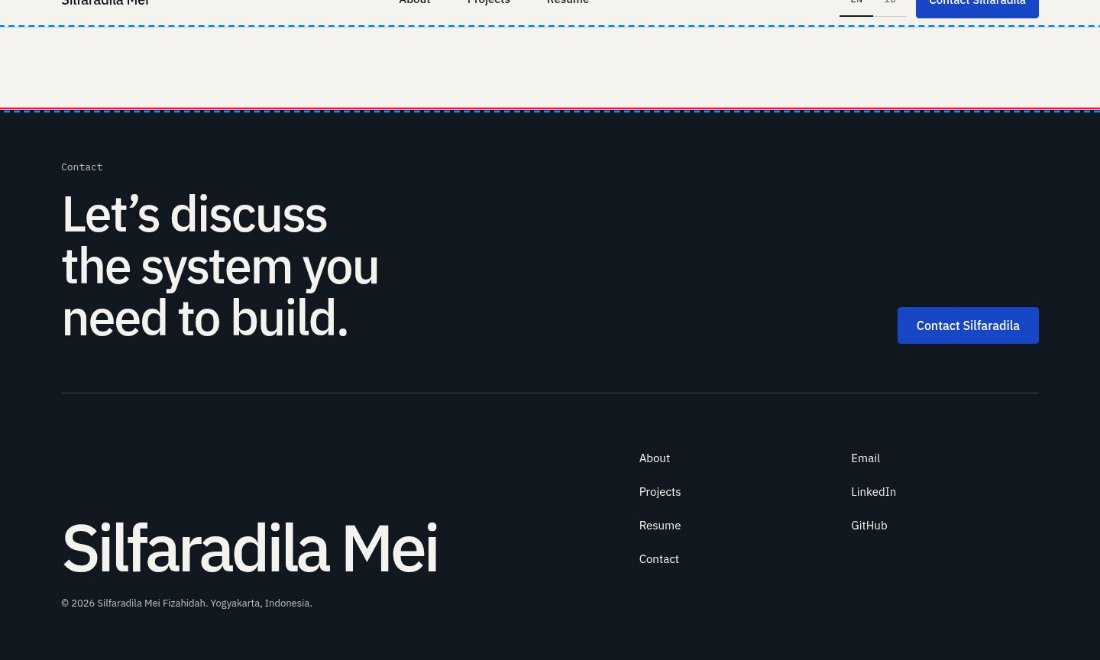 Silfaradila Mei
About Projects Resume
EN ID Contact Silfaradila
Contact
Let’s discuss
the system you
need to build.
Contact Silfaradila
About
Projects
Resume
Contact
Email
LinkedIn
GitHub
Silfaradila Mei
© 2026 Silfaradila Mei Fizahidah. Yogyakarta, Indonesia.